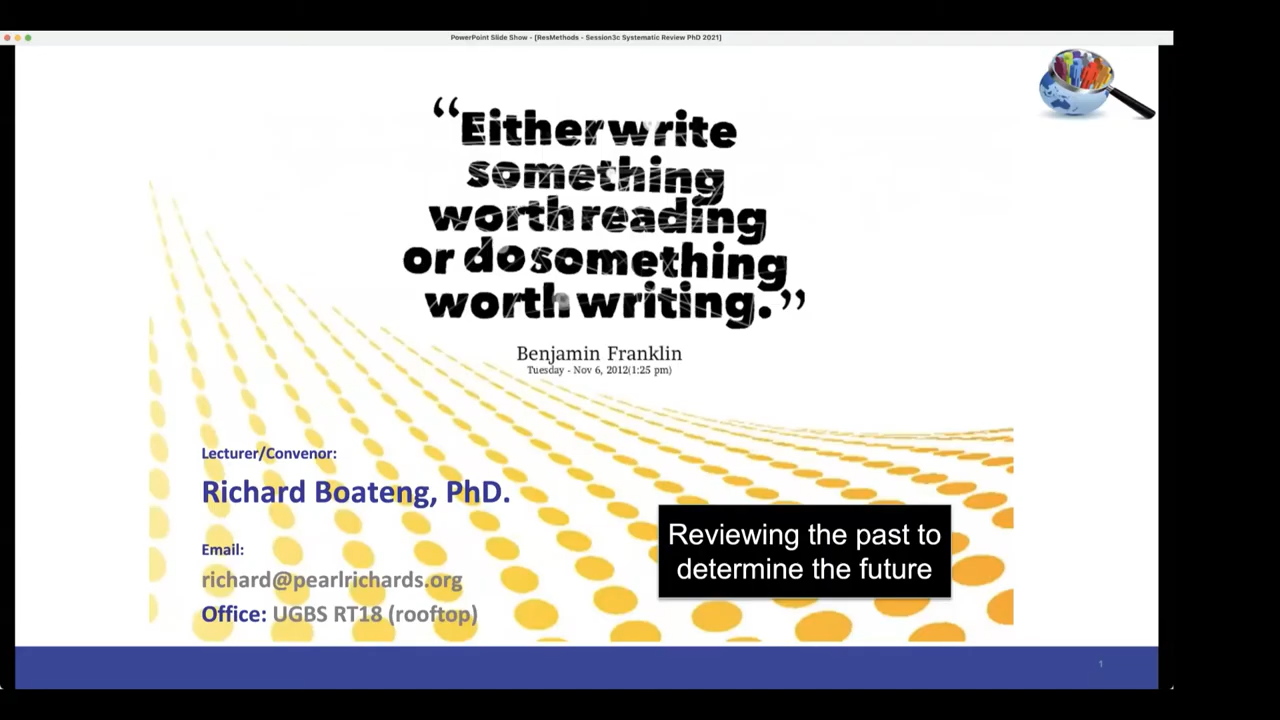 PowerPoint Slide Show - [ResMethods - Session3c Systematic Review PhD 2021]
“Either write
something
worth reading
or do something
worth writing.”
Benjamin Franklin
Tuesday - Nov 6, 2012(1:25 pm)
Lecturer/Convenor:
Richard Boateng, PhD.
Email:
richard@pearlrichards.org
Office: UGBS RT18 (rooftop)
Reviewing the past to
determine the future
1